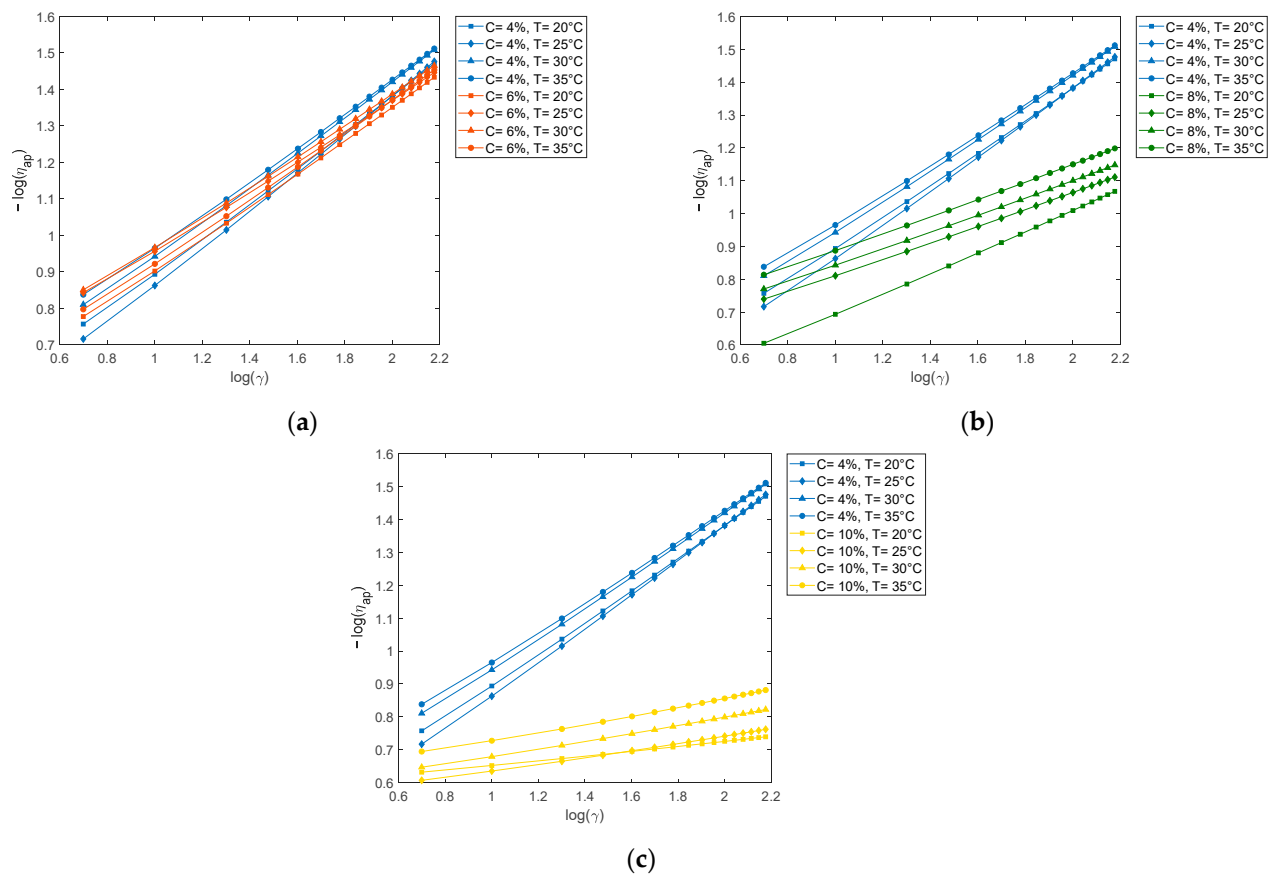 1.6
1.5
1.4
1.3
1.2
1.1
1
0.9
0.8
0.7
− log(ηap)
0.6 0.8 1 1.2 1.4 1.6 1.8 2 2.2
log(γ)
C= 4%, T= 20°C
C= 4%, T= 25°C
C= 4%, T= 30°C
C= 4%, T= 35°C
C= 6%, T= 20°C
C= 6%, T= 25°C
C= 6%, T= 30°C
C= 6%, T= 35°C
(a)
1.6
1.5
1.4
1.3
1.2
1.1
1
0.9
0.8
0.7
0.6
− log(ηap)
0.6 0.8 1 1.2 1.4 1.6 1.8 2 2.2
log(γ)
C= 4%, T= 20°C
C= 4%, T= 25°C
C= 4%, T= 30°C
C= 4%, T= 35°C
C= 8%, T= 20°C
C= 8%, T= 25°C
C= 8%, T= 30°C
C= 8%, T= 35°C
(b)
1.6
1.5
1.4
1.3
1.2
1.1
1
0.9
0.8
0.7
0.6
− log(ηap)
0.6 0.8 1 1.2 1.4 1.6 1.8 2 2.2
log(γ)
C= 4%, T= 20°C
C= 4%, T= 25°C
C= 4%, T= 30°C
C= 4%, T= 35°C
C= 10%, T= 20°C
C= 10%, T= 25°C
C= 10%, T= 30°C
C= 10%, T= 35°C
(c)